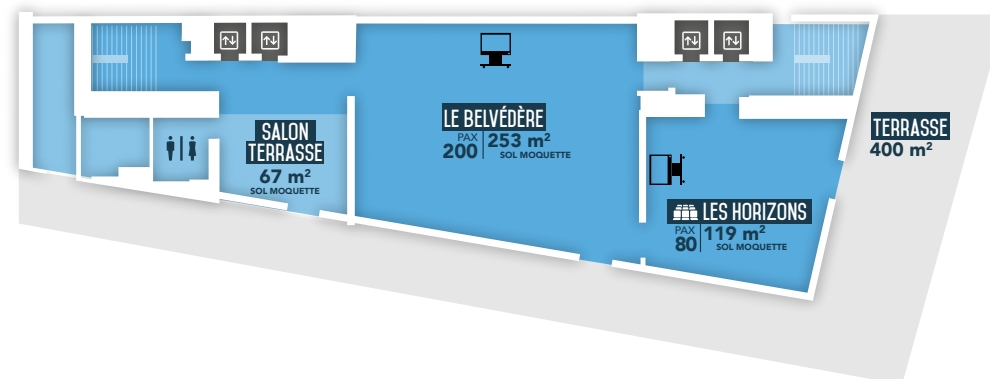 LE BELVÉDÈRE
PAX
200
253 m²
SOL MOQUETTE
SALON
TERRASSE
67 m²
SOL MOQUETTE
TERRASSE
400 m²
LES HORIZONS
PAX
80
119 m²
SOL MOQUETTE